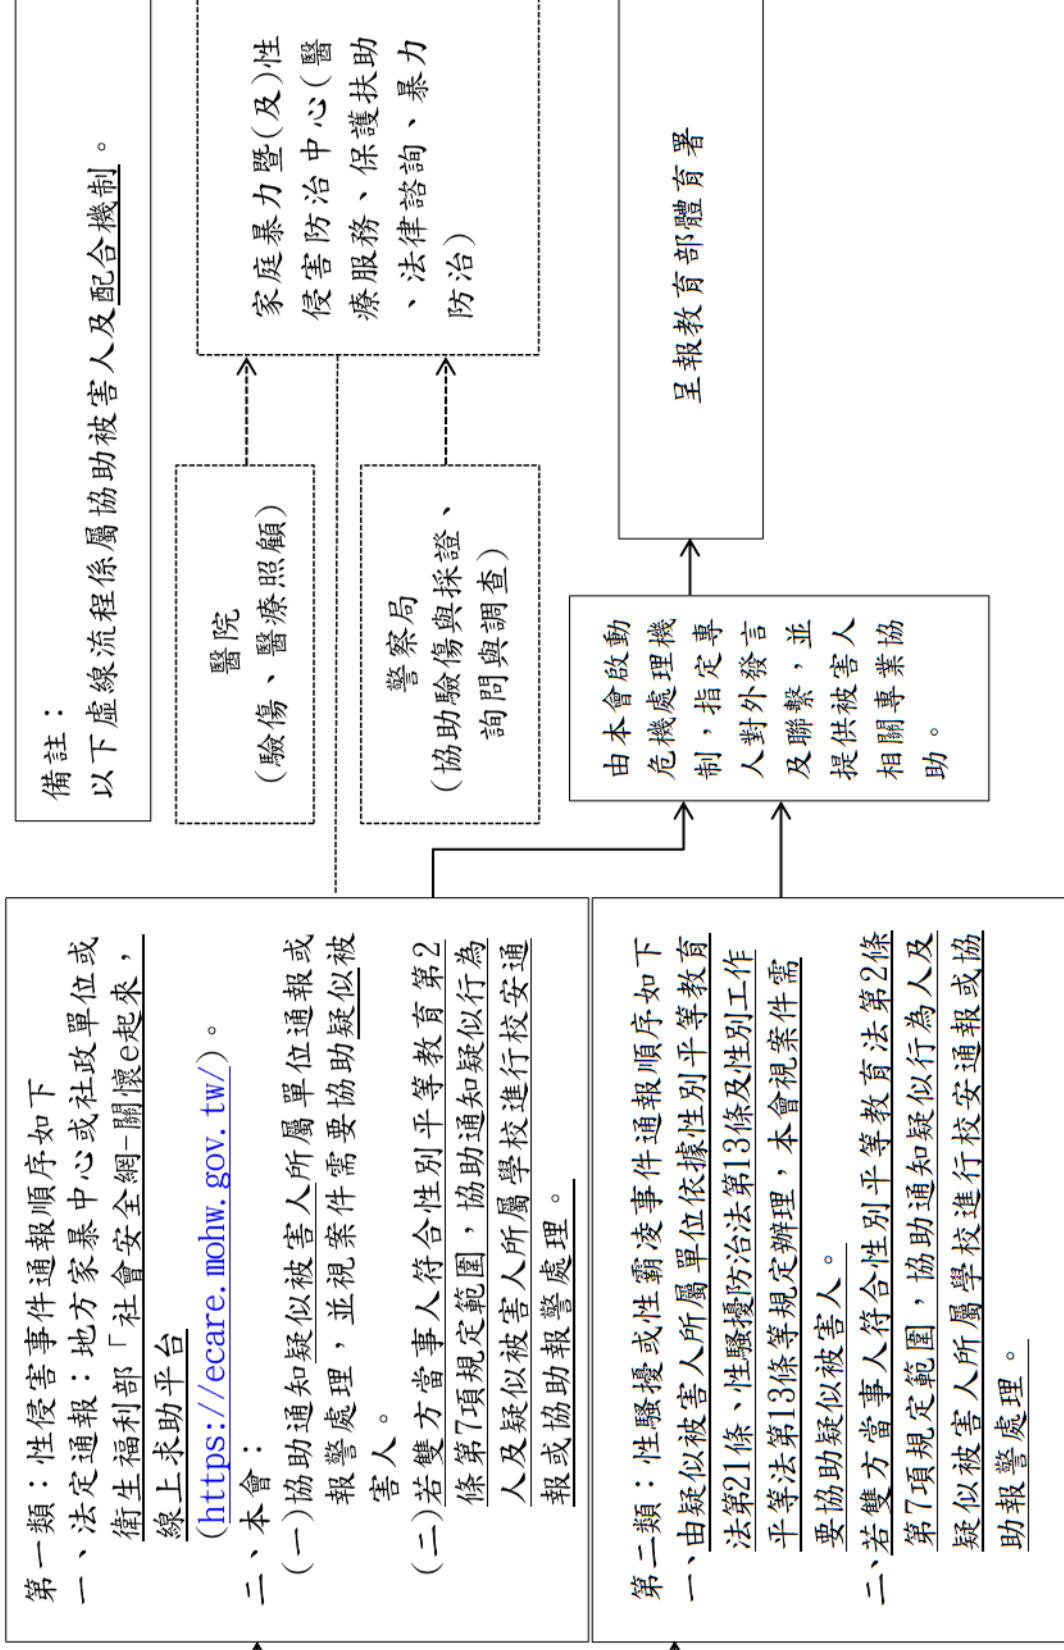 第一類：性侵害事件通報順序如下
一、法定通報：地方家暴中心或社政單位或
衛生福利部「社會安全網-關懷e起來，
線上求助平台
(https://ecare.mohw.gov.tw/)。
二、本會：
(一)協助通知疑似被害人所屬單位通報或
報警處理，並視案件需要協助疑似被
害人。
(二)若雙方當事人符合性別平等教育第2
條第7項規定範圍，協助通知疑似行為
人及疑似被害人所屬學校進行校安通
報或協助報警處理。
第二類：性騷擾或性霸凌事件通報順序如下
一、由疑似被害人所屬單位依據性別平等教育
法第21條、性騷擾防治法第13條及性別工作
平等法第13條等規定辦理，本會視案件需
要協助疑似被害人。
二、若雙方當事人符合性別平等教育法第2條
第7項規定範圍，協助通知疑似行為人及
疑似被害人所屬學校進行校安通報或協
助報警處理。
備註：
以下虛線流程係屬協助被害人及配合機制。
醫院
(驗傷、醫療照顧)
警察局
(協助驗傷與採證、
詢問與調查)
由本會啟動
危機處理機
制，指定專
人對外發言
及聯繫，並
提供被害人
相關專業協
助。
家庭暴力暨(及)性
侵害防治中心(醫
療服務、保護扶助
、法律諮詢、暴力
防治)
呈報教育部體育署